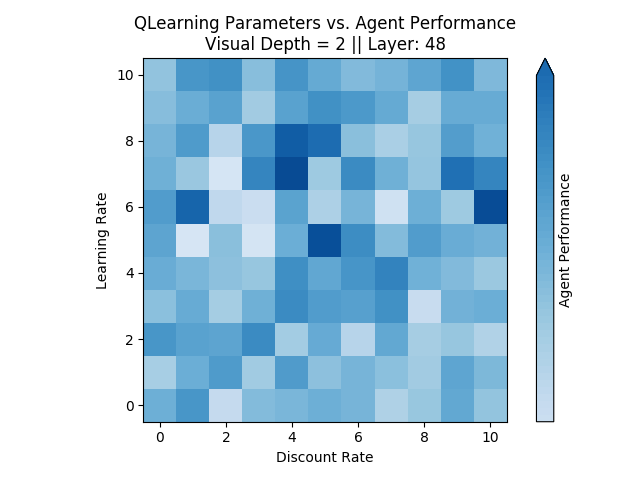 QLearning Parameters vs. Agent Performance
Visual Depth = 2 || Layer: 48
10
8
6
4
2
0
Learning Rate
0 2 4 6 8 10
Discount Rate
Agent Performance